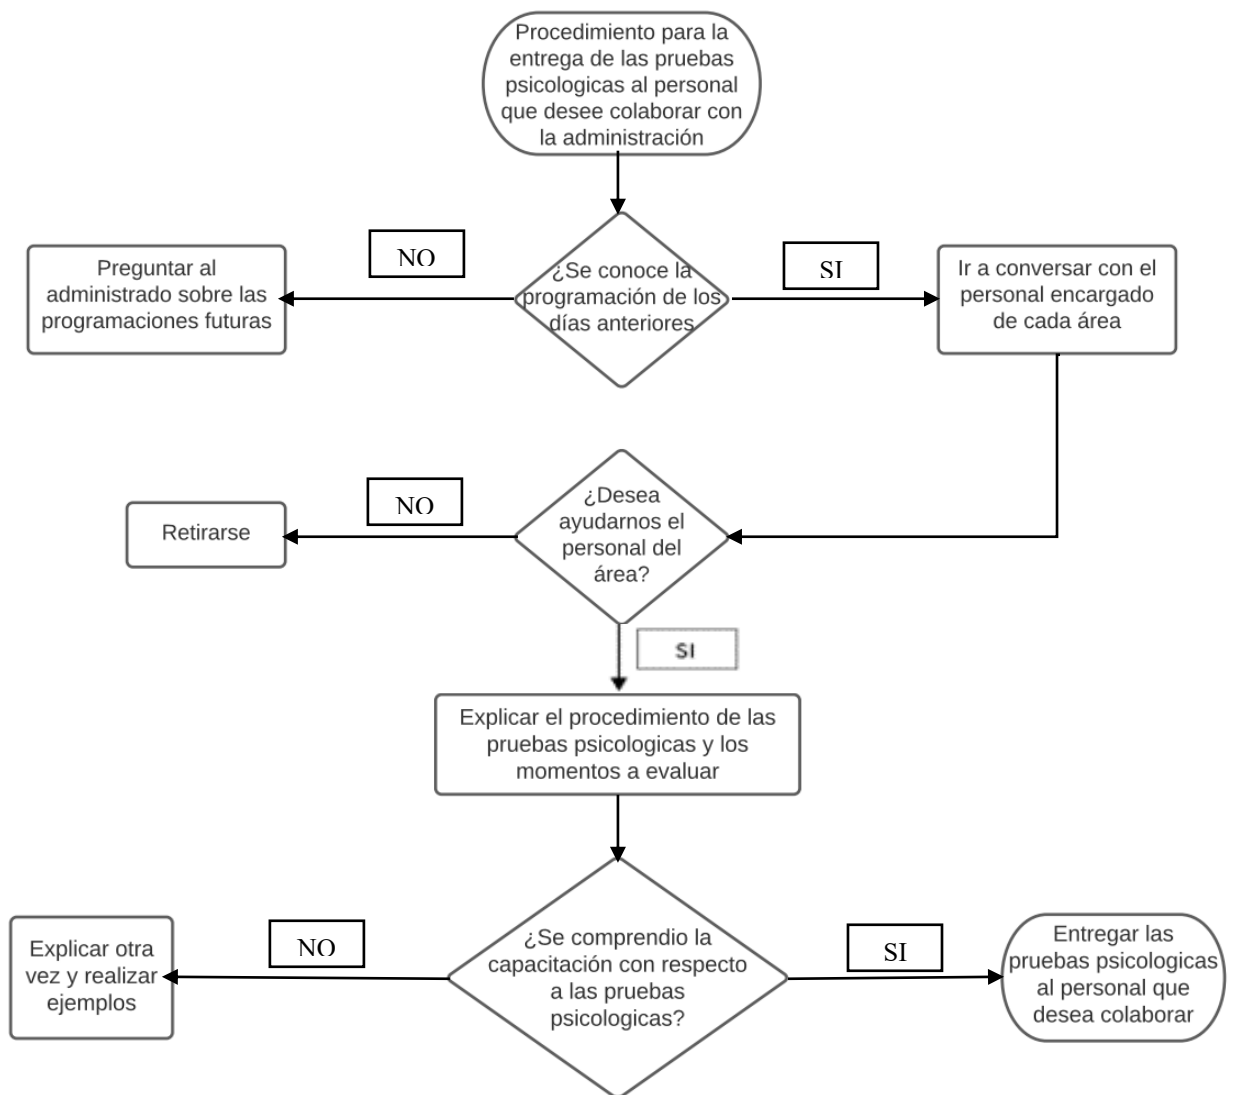 Procedimiento para la
entrega de las pruebas
psicologicas al personal
que desee colaborar con
la administración
NO
SI
Preguntar al
administrado sobre las
programaciones futuras
¿Se conoce la
programación de los
días anteriores
Ir a conversar con el
personal encargado
de cada área
NO
Retirarse
¿Desea
ayudarnos el
personal del
área?
SI
Explicar el procedimiento de las
pruebas psicologicas y los
momentos a evaluar
NO
SI
Explicar otra
vez y realizar
ejemplos
¿Se comprendio la
capacitación con respecto
a las pruebas
psicologicas?
Entregar las
pruebas psicologicas
al personal que
desea colaborar